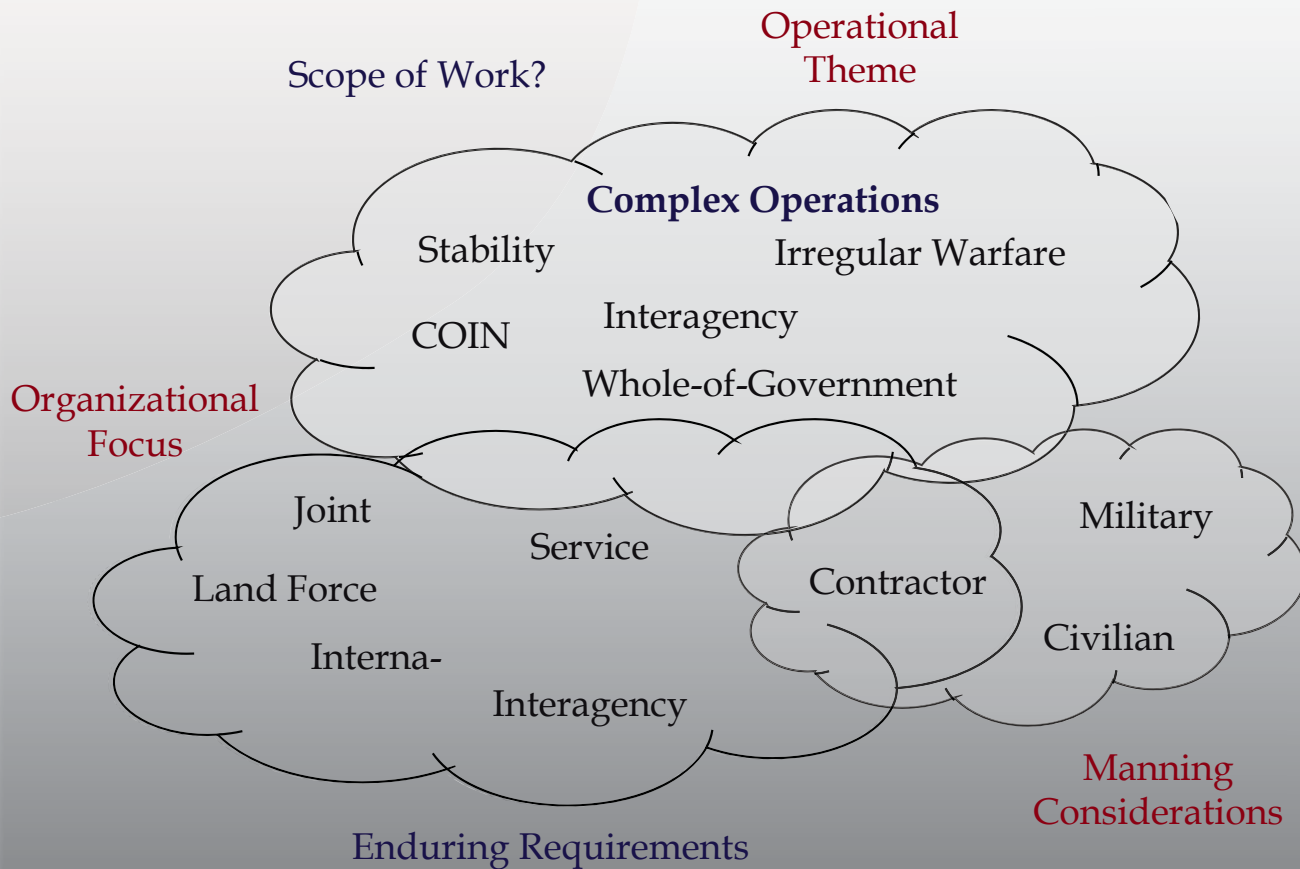 Operational
Theme
Scope of Work?
Complex Operations
Stability
Irregular Warfare
COIN
Interagency
Whole-of-Government
Organizational
Focus
Joint
Service
Land Force
Interna-
Interagency
Contractor
Military
Civilian
Manning
Considerations
Enduring Requirements